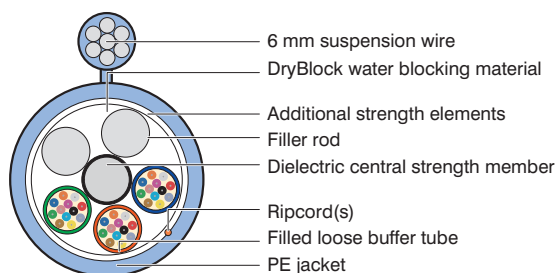 6 mm suspension wire
DryBlock water blocking material
Additional strength elements
Filler rod
Dielectric central strength member
Ripcord(s)
Filled loose buffer tube
PE jacket